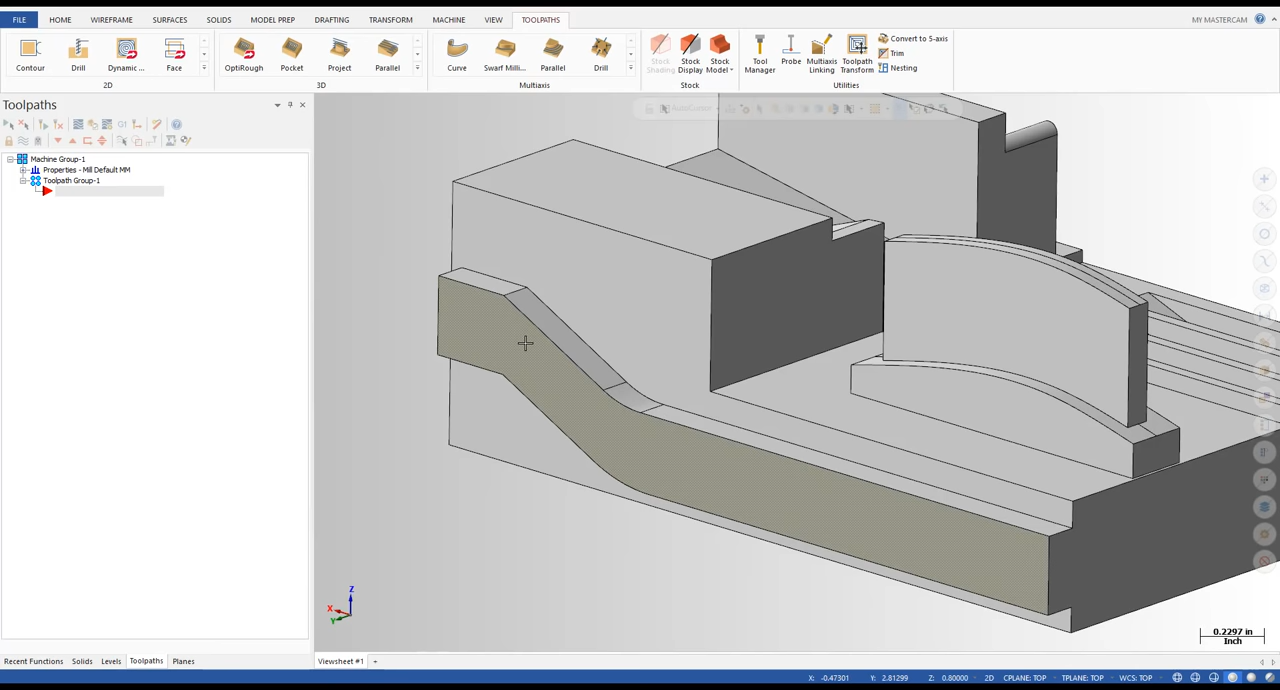 FILE HOME WIREFRAME SURFACES SOLIDS MODEL PREP DRAFTING TRANSFORM MACHINE VIEW TOOLPATHS MY MASTERCAM
Contour Drill Dynamic ... Face OptiRough Pocket Project Parallel Curve Swarf Milli... Parallel Drill Stock Shading Stock Display Stock Model Tool Manager Probe Multiaxis Linking Toolpath Transform
Convert to 5-axis
Trim
Nesting
2D 3D Multiaxis Stock Utilities
Toolpaths
G1
AutoCursor
Machine Group-1
Properties - Mill Default MM
Toolpath Group-1
Z
X
Y
0.2297 in
Inch
Recent Functions Solids Levels Toolpaths Planes Viewsheet #1 +
X: -0.47301 Y: 2.81299 Z: 0.80000 2D CPLANE: TOP TPLANE: TOP WCS: TOP